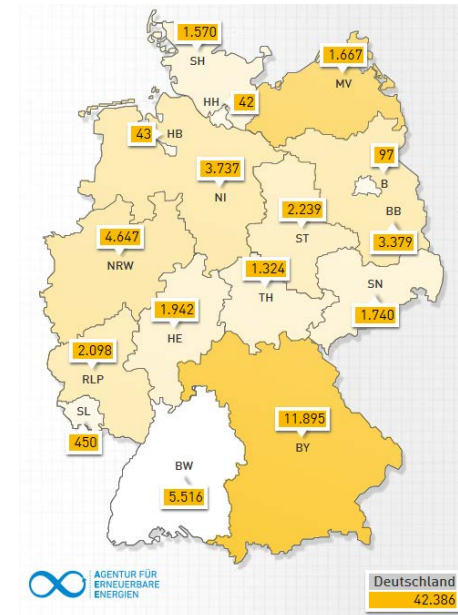 1.570
SH
1.667
MV
HH
42
43
HB
97
B
3.737
NI
2.239
ST
BB
3.379
4.647
NRW
1.324
TH
SN
1.740
1.942
HE
2.098
RLP
SL
450
11.895
BY
BW
5.516
AGENTUR FÜR
ERNEUERBARE
ENERGIEN
Deutschland
42.386